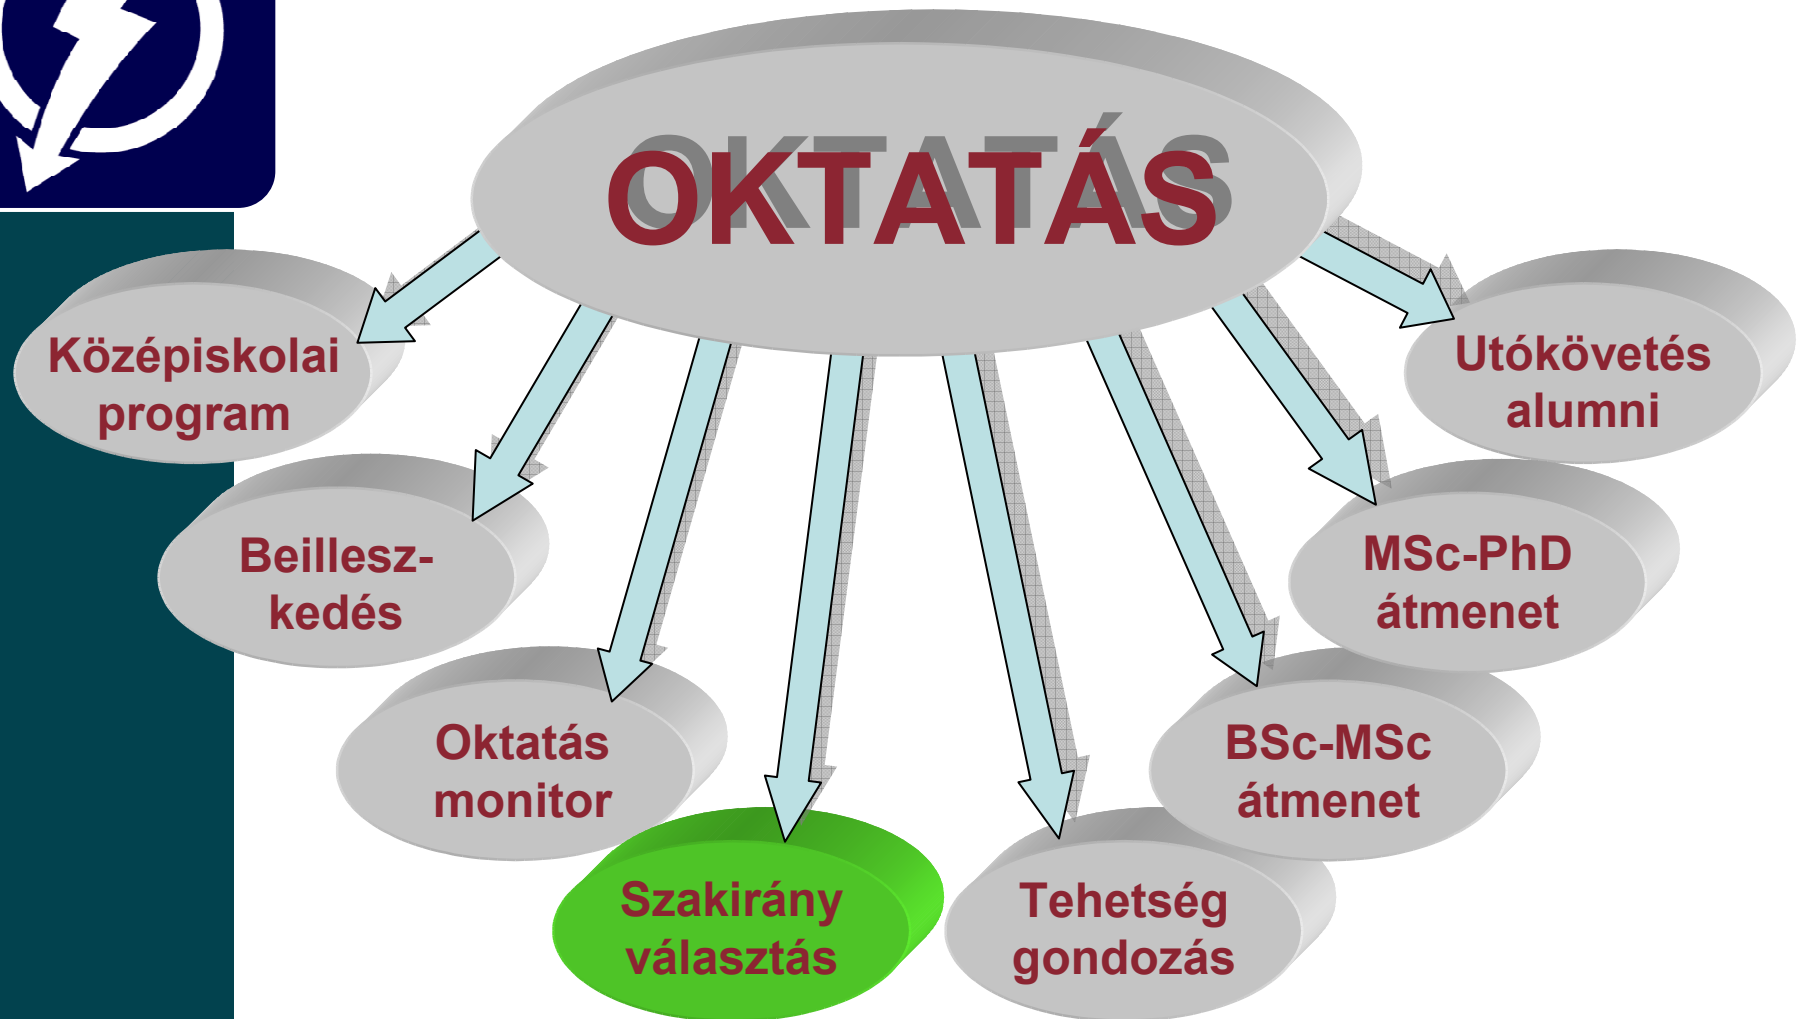 OKTATÁS
Középiskolai
program
Beillesz-
kedés
Oktatás
monitor
Szakirány
választás
Tehetség
gondozás
BSc-MSc
átmenet
MSc-PhD
átmenet
Utókövetés
alumni